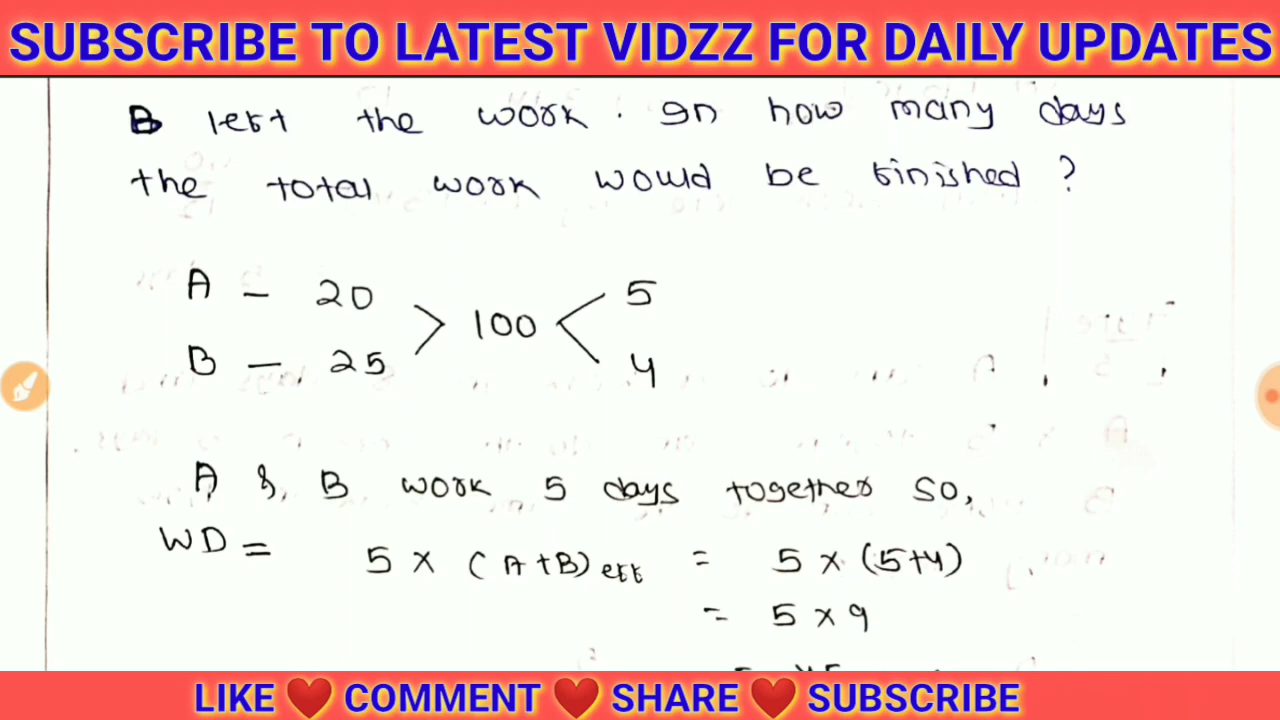 SUBSCRIBE TO LATEST VIDZZ FOR DAILY UPDATES
B left the work. In how many days
the total work would be finished ?
A - 20
B - 25
> 100 <
5
4
A & B work 5 days together so,
WD = 5 × (A+B) eff = 5 × (5+4)
= 5 × 9
LIKE ❤ COMMENT ❤ SHARE ❤ SUBSCRIBE